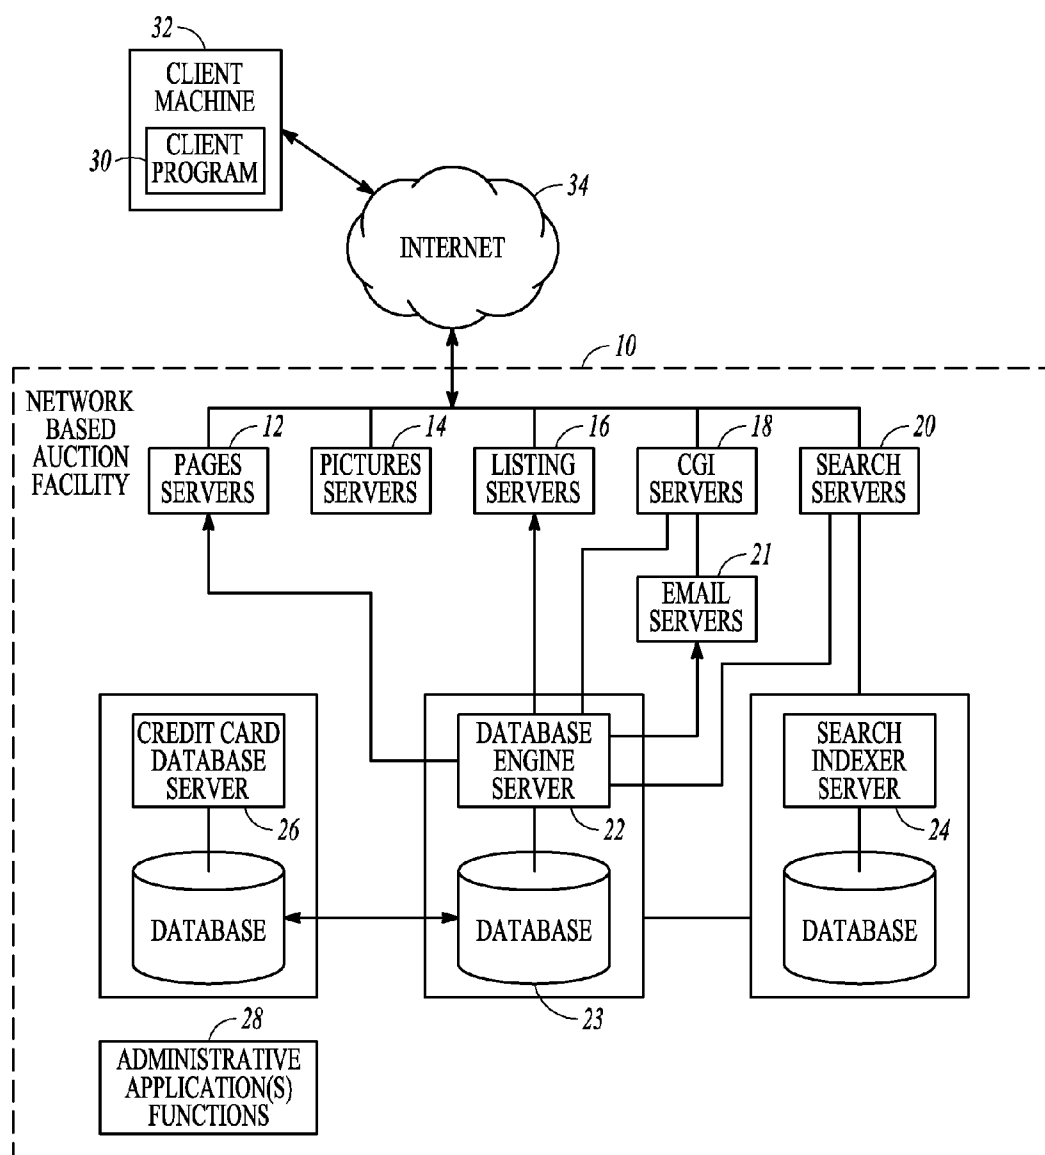 32
CLIENT
MACHINE
30
CLIENT
PROGRAM
34
INTERNET
10
NETWORK
BASED
AUCTION
FACILITY
12
PAGES
SERVERS
14
PICTURES
SERVERS
16
LISTING
SERVERS
18
CGI
SERVERS
20
SEARCH
SERVERS
21
EMAIL
SERVERS
CREDIT CARD
DATABASE
SERVER
26
DATABASE
DATABASE
ENGINE
SERVER
22
DATABASE
23
SEARCH
INDEXER
SERVER
24
DATABASE
28
ADMINISTRATIVE
APPLICATION(S)
FUNCTIONS